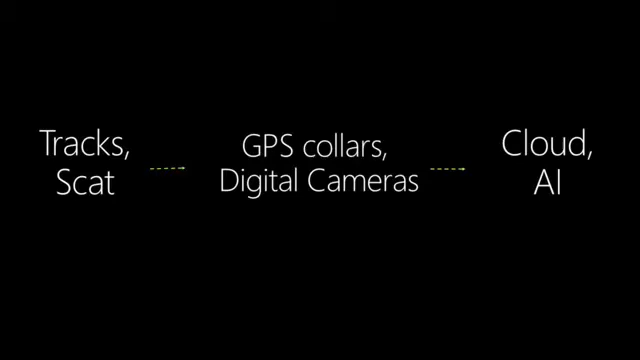 Tracks,
Scat
GPS collars,
Digital Cameras
Cloud,
AI